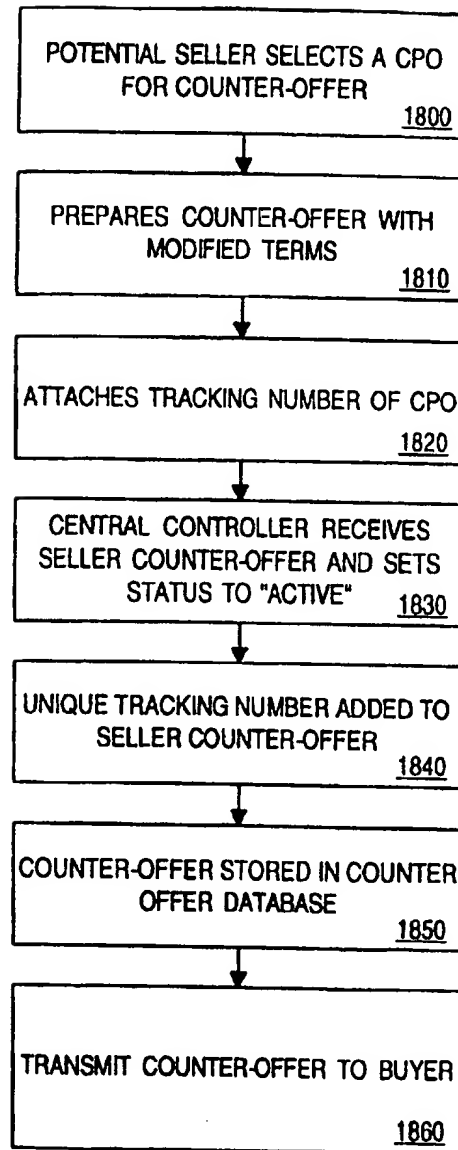 POTENTIAL SELLER SELECTS A CPO
FOR COUNTER-OFFER
1800
PREPARES COUNTER-OFFER WITH
MODIFIED TERMS
1810
ATTACHES TRACKING NUMBER OF CPO
1820
CENTRAL CONTROLLER RECEIVES
SELLER COUNTER-OFFER AND SETS
STATUS TO "ACTIVE"
1830
UNIQUE TRACKING NUMBER ADDED TO
SELLER COUNTER-OFFER
1840
COUNTER-OFFER STORED IN COUNTER
OFFER DATABASE
1850
TRANSMIT COUNTER-OFFER TO BUYER
1860